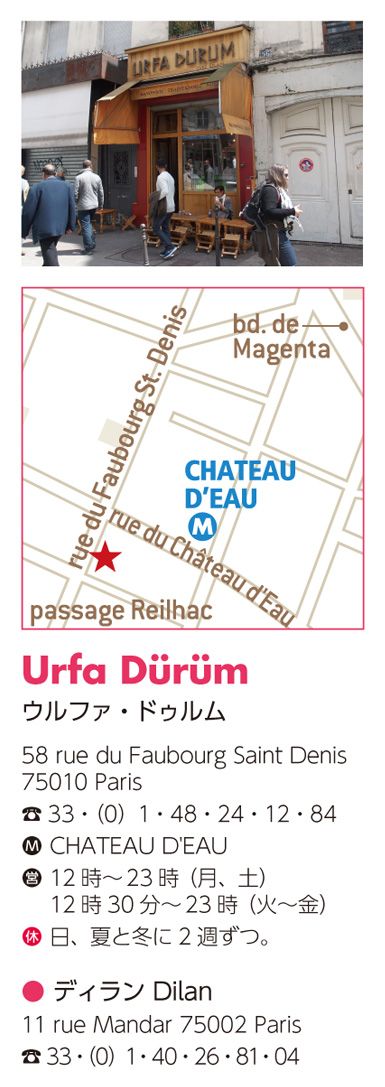 URFA DURUM
bd. de
Magenta
rue du Faubourg St. Denis
CHATEAU
D'EAU
M
rue du Château d'Eau
passage Reilhac
Urfa Dürüm
ウルファ・ドゥルム
58 rue du Faubourg Saint Denis
75010 Paris
☎ 33・(0) 1・48・24・12・84
Ⓜ CHATEAU D'EAU
営 12時〜23時（月、土）
12時30分〜23時（火〜金）
休 日、夏と冬に2週ずつ。
● ディラン Dilan
11 rue Mandar 75002 Paris
☎ 33・(0) 1・40・26・81・04